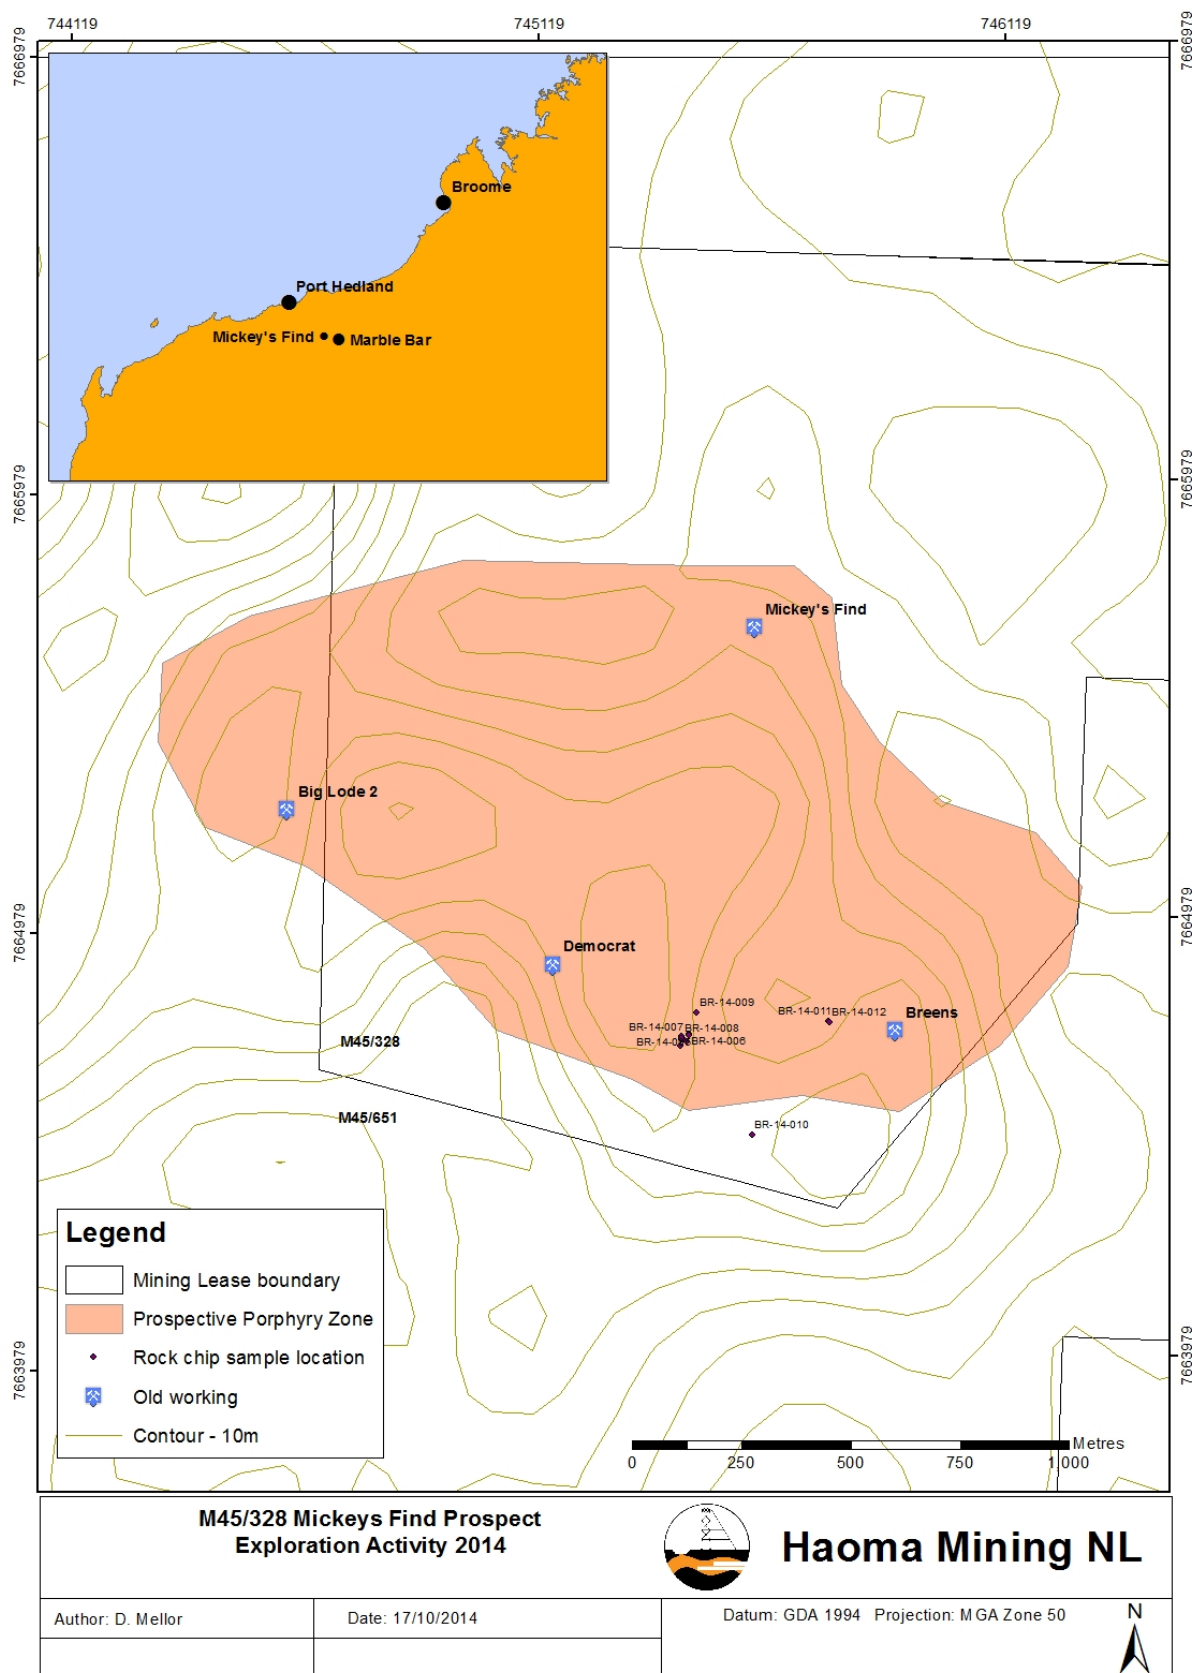 744119
745119
746119
7666979
7666979
Broome
Port Hedland
Mickey's Find
Marble Bar
7665979
7665979
Mickey's Find
Big Lode 2
7664979
7664979
Democrat
BR-14-009
BR-14-011
BR-14-012
Breens
BR-14-007
BR-14-008
BR-14-006
M45/328
M45/651
BR-14-010
7663979
7663979
Legend
Mining Lease boundary
Prospective Porphyry Zone
Rock chip sample location
Old working
Contour - 10m
Metres
0 250 500 750 1,000
M45/328 Mickeys Find Prospect
Exploration Activity 2014
Haoma Mining NL
Author: D. Mellor
Date: 17/10/2014
Datum: GDA 1994 Projection: MGA Zone 50
N